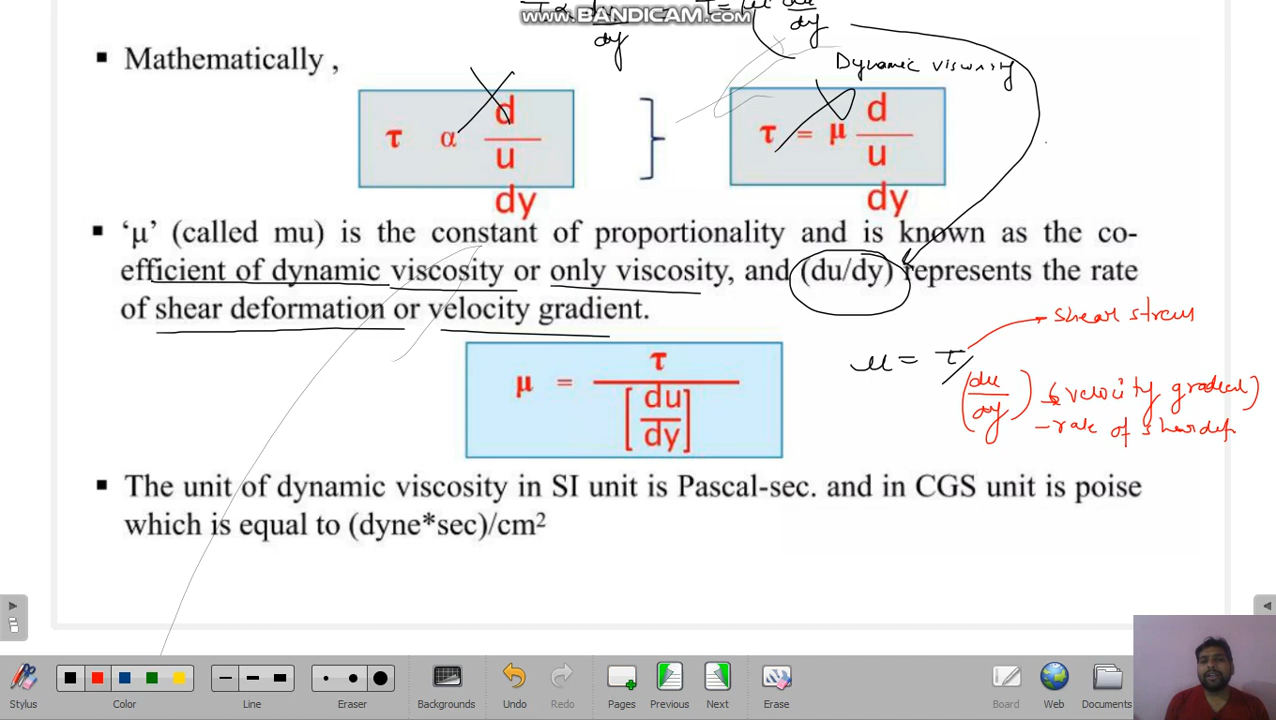 www.BANDICAM.com
dy
dy
▪ Mathematically ,
Dynamic viscosity
τ α d
u
dy
τ = μ d
u
dy
▪ ‘μ’ (called mu) is the constant of proportionality and is known as the co-
efficient of dynamic viscosity or only viscosity, and (du/dy) represents the rate
of shear deformation or velocity gradient.
shear stress
μ = τ
[du
dy]
μ = τ/
(du
dy)
(velocity gradient)
- rate of shear def
▪ The unit of dynamic viscosity in SI unit is Pascal-sec. and in CGS unit is poise
which is equal to (dyne*sec)/cm²
Stylus
Color
Line
Eraser
Backgrounds
Undo
Redo
Pages
Previous
Next
Erase
Board
Web
Documents